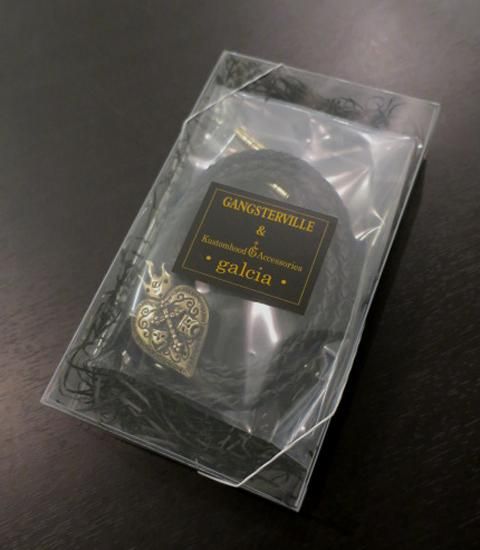 GANGSTERVILLE
&
Kustomhood G Accessories
• galcia •